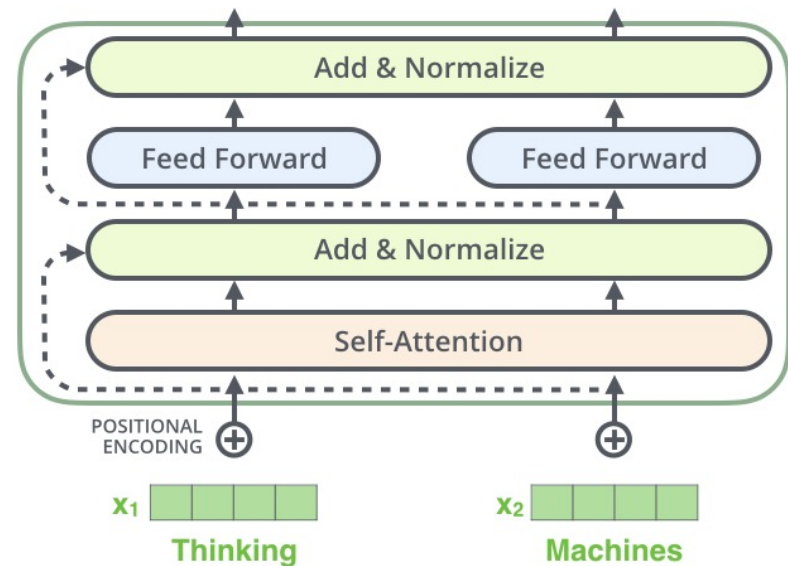 Add & Normalize
Feed Forward
Feed Forward
Add & Normalize
Self-Attention
POSITIONAL
ENCODING
x₁
x₂
Thinking
Machines